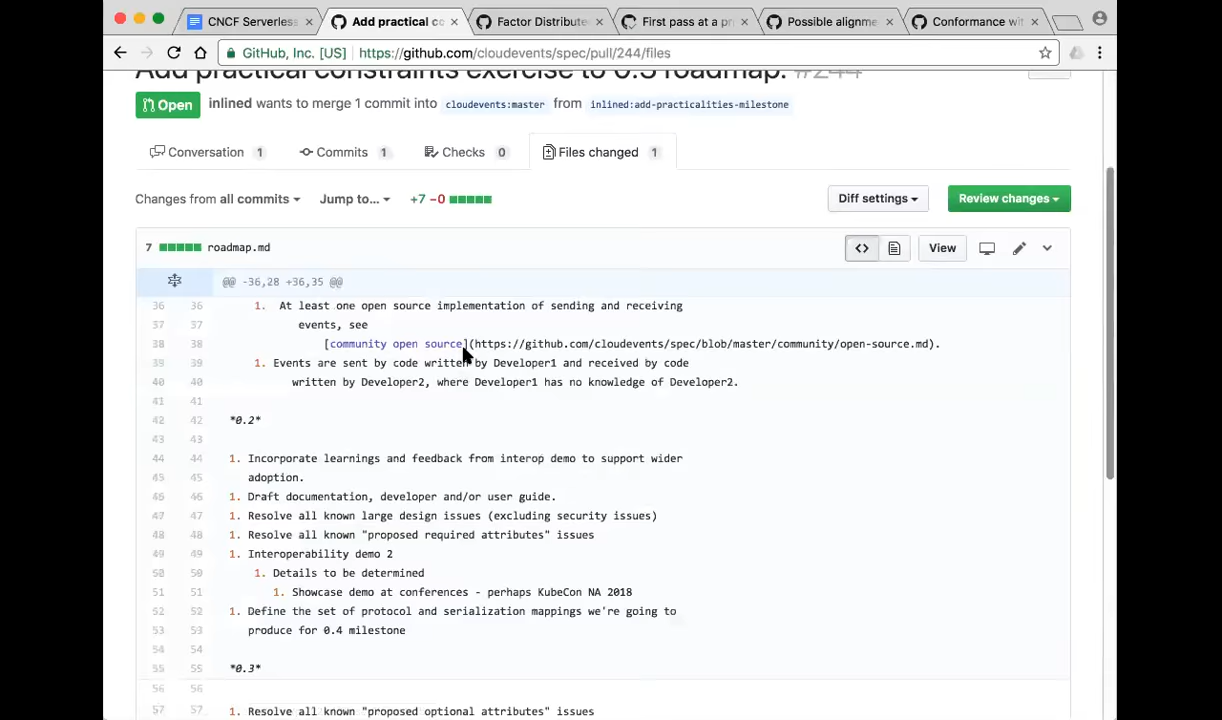 CNCF Serverless
Add practical co
Factor Distribute
First pass at a pr
Possible alignme
Conformance wit
GitHub, Inc. [US]
https://github.com/cloudevents/spec/pull/244/files
Add practical constraints exercise to 0.3 roadmap. #244
Open
inlined wants to merge 1 commit into cloudevents:master from inlined:add-practicalities-milestone
Conversation 1
Commits 1
Checks 0
Files changed 1
Changes from all commits
Jump to...
+7 −0
Diff settings
Review changes
7 roadmap.md
View
@@ -36,28 +36,35 @@
36 36 1. At least one open source implementation of sending and receiving
37 37 events, see
38 38 [community open source](https://github.com/cloudevents/spec/blob/master/community/open-source.md).
39 39 1. Events are sent by code written by Developer1 and received by code
40 40 written by Developer2, where Developer1 has no knowledge of Developer2.
41 41
42 42 *0.2*
43 43
44 44 1. Incorporate learnings and feedback from interop demo to support wider
45 45 adoption.
46 46 1. Draft documentation, developer and/or user guide.
47 47 1. Resolve all known large design issues (excluding security issues)
48 48 1. Resolve all known "proposed required attributes" issues
49 49 1. Interoperability demo 2
50 50 1. Details to be determined
51 51 1. Showcase demo at conferences - perhaps KubeCon NA 2018
52 52 1. Define the set of protocol and serialization mappings we're going to
53 53 produce for 0.4 milestone
54 54
55 55 *0.3*
56 56
57 57 1. Resolve all known "proposed optional attributes" issues